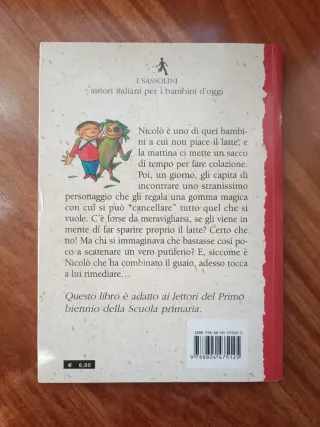 I SASSOLINI
autori italiani per i bambini d'oggi
Nicolò è uno di quei bambi-
ni a cui non piace il latte, e
la mattina ci mette un sacco
di tempo per fare colazione.
Poi, un giorno, gli capita di
incontrare uno stranissimo
personaggio che gli regala una gomma magica
con cui si può "cancellare" tutto quel che si
vuole. C'è forse da meravigliarsi, se gli viene in
mente di far sparire proprio il latte? Certo che
no! Ma chi si immaginava che bastasse così po-
co a scatenare un vero putiferio? E, siccome è
Nicolò che ha combinato il guaio, adesso tocca
a lui rimediare...
Questo libro è adatto ai lettori del Primo
biennio della Scuola primaria.
9 788804 475125
€ 6,00